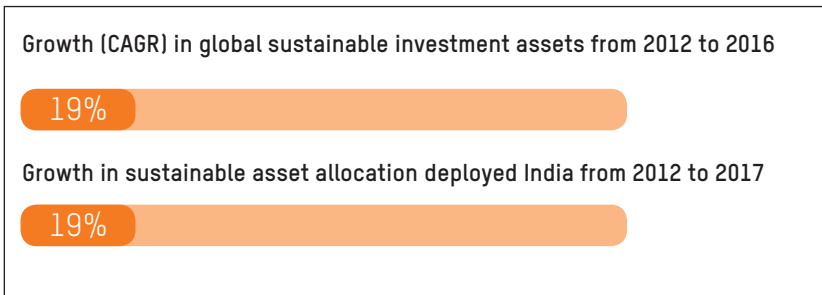 Growth (CAGR) in global sustainable investment assets from 2012 to 2016
19%
Growth in sustainable asset allocation deployed India from 2012 to 2017
19%